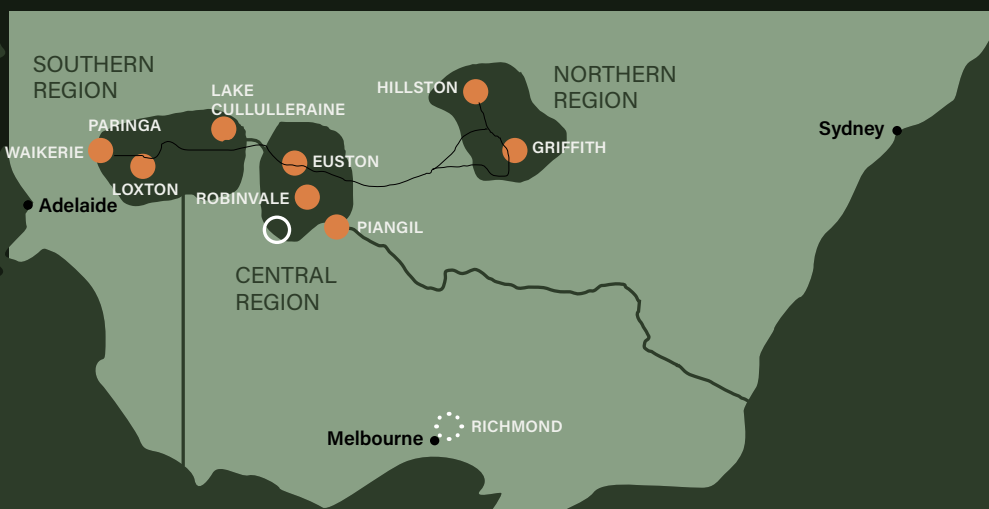 SOUTHERN
REGION
LAKE
CULLULLERAINE
PARINGA
WAIKERIE
LOXTON
Adelaide
HILLSTON
NORTHERN
REGION
GRIFFITH
Sydney
EUSTON
ROBINVALE
PIANGIL
CENTRAL
REGION
Melbourne
RICHMOND